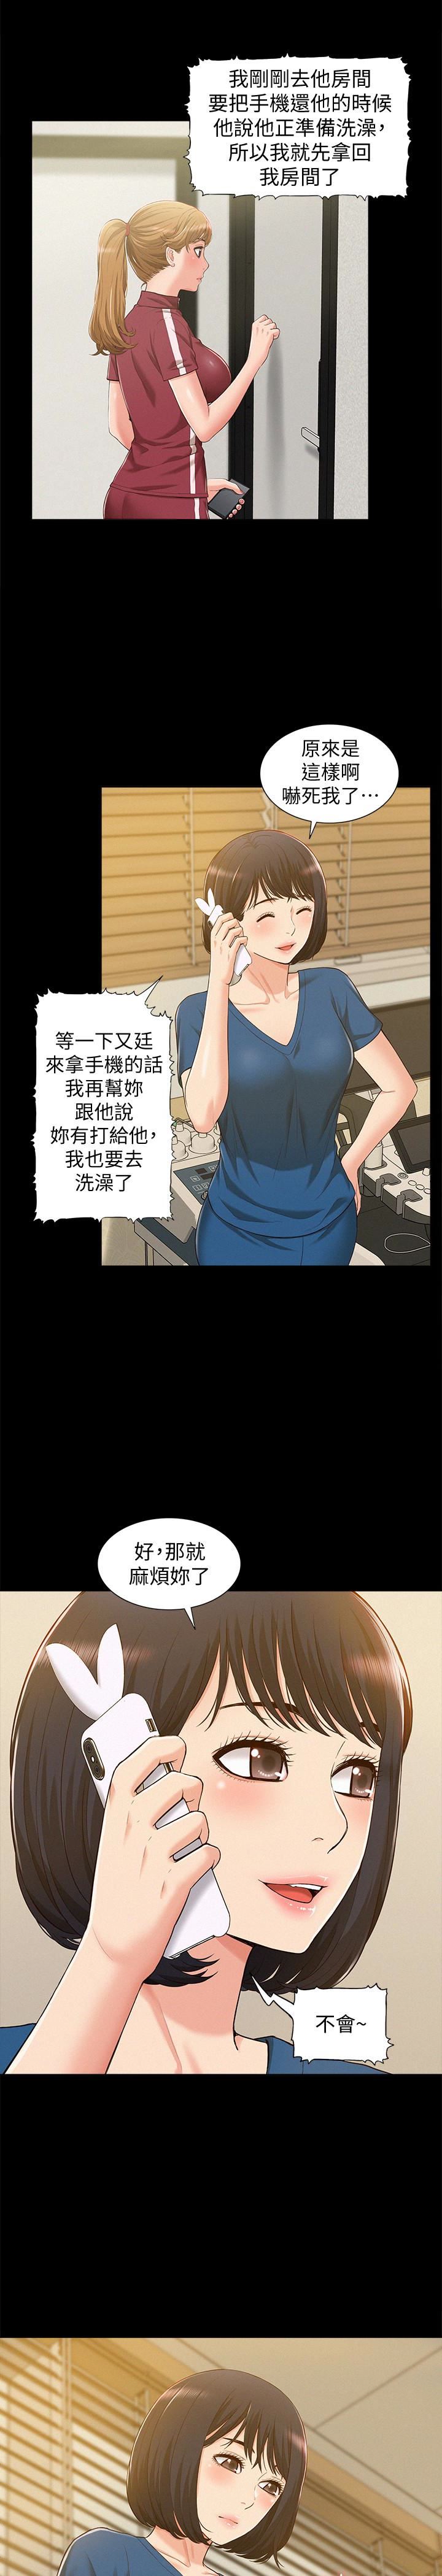 我剛剛去他房間
要把手機還他的時候
他說他正準備洗澡,
所以我就先拿回
我房間了
原來是
這樣啊
嚇死我了…
等一下又廷
來拿手機的話
我再幫妳
跟他說
妳有打給他,
我也要去
洗澡了
好,那就
麻煩妳了
不會~